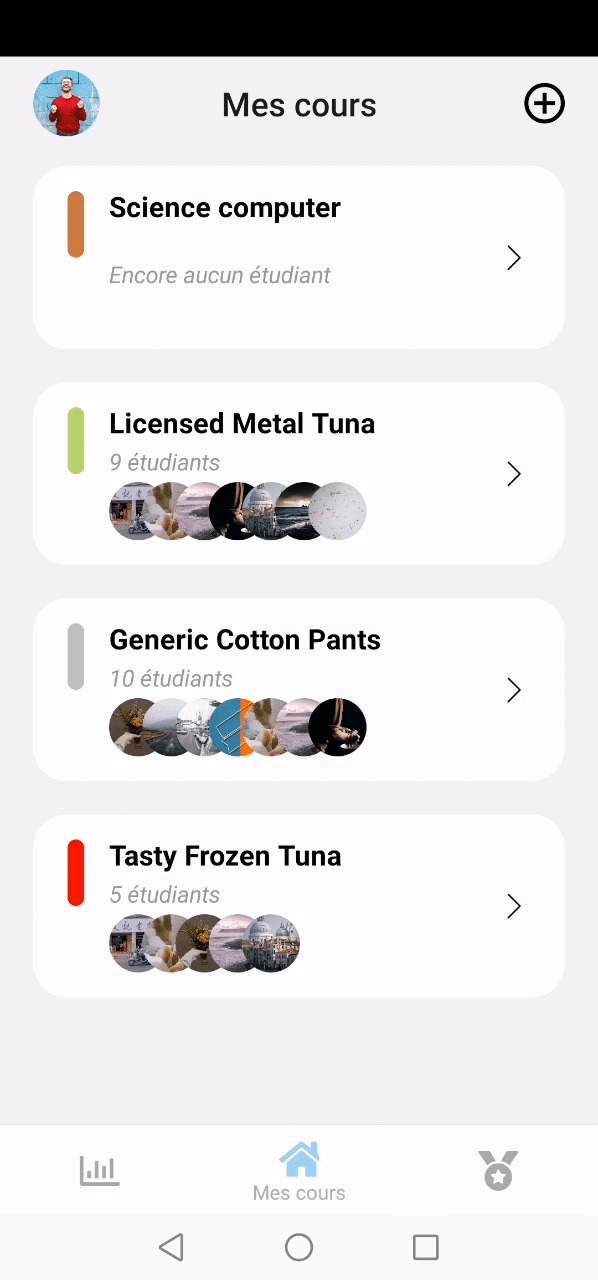 Mes cours
Science computer
Encore aucun étudiant
Licensed Metal Tuna
9 étudiants
Generic Cotton Pants
10 étudiants
Tasty Frozen Tuna
5 étudiants
Mes cours